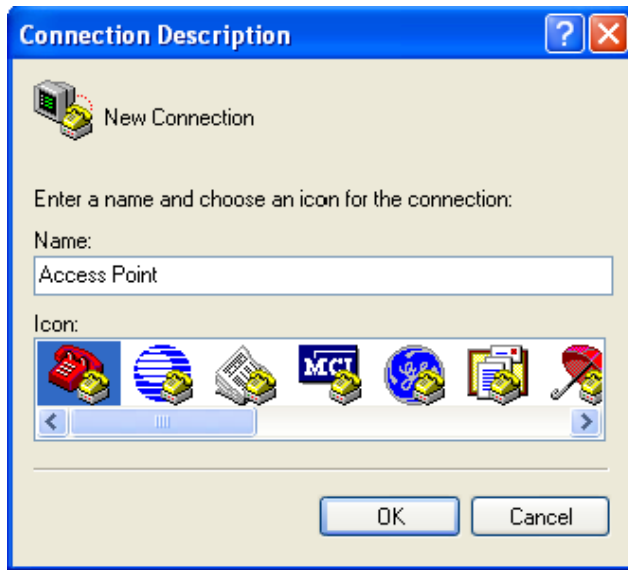 Connection Description
New Connection
Enter a name and choose an icon for the connection:
Name:
Access Point
Icon:
MCI
OK Cancel